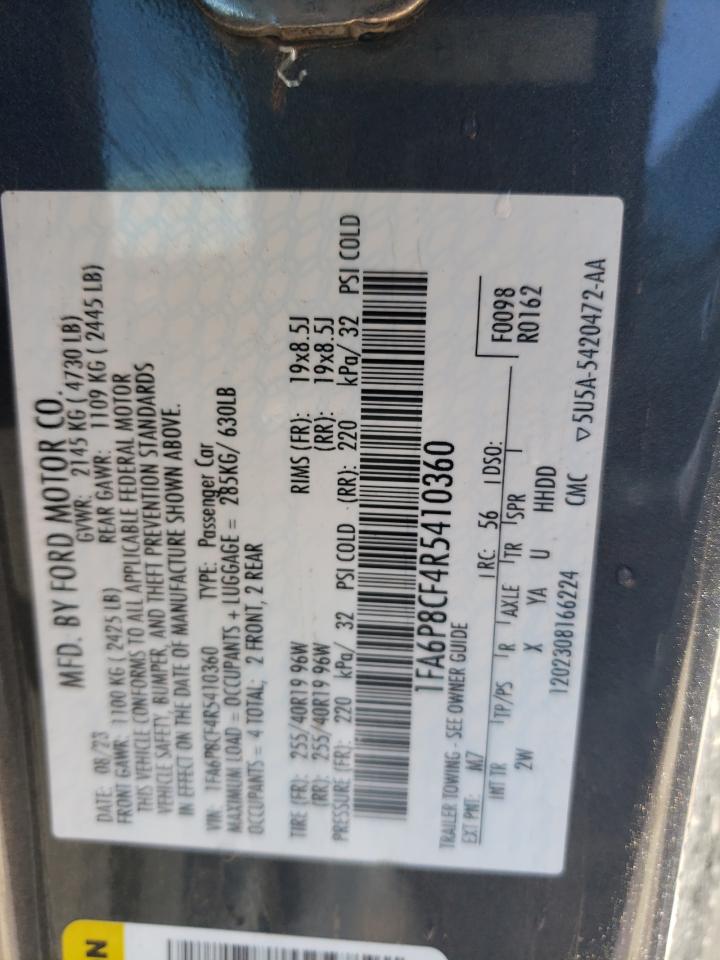 MFD. BY FORD MOTOR CO.
DATE: 08/23 GVWR: 2145 KG ( 4730 LB)
FRONT GAWR: 1100 KG ( 2425 LB) REAR GAWR: 1109 KG ( 2445 LB)
THIS VEHICLE CONFORMS TO ALL APPLICABLE FEDERAL MOTOR
VEHICLE SAFETY, BUMPER, AND THEFT PREVENTION STANDARDS
IN EFFECT ON THE DATE OF MANUFACTURE SHOWN ABOVE.
VIN: 1FA6P8CF4R5410360 TYPE: Passenger Car
MAXIMUM LOAD = OCCUPANTS + LUGGAGE = 285KG/ 630LB
OCCUPANTS = 4 TOTAL; 2 FRONT, 2 REAR
TIRE (FR): 255/40R19 96W RIMS (FR): 19x8.5J
(RR): 255/40R19 96W (RR): 19x8.5J
PRESSURE (FR): 220 kPa/ 32 PSI COLD (RR): 220 kPa/ 32 PSI COLD
1FA6P8CF4R5410360
TRAILER TOWING - SEE OWNER GUIDE
EXT PNT: M7 RC: 56 DSO: F0098
INT TR TP/PS R AXLE TR SPR R0162
2W X YA U HHDD
1202308166224 CMC ▽5U5A-5420472-AA
N